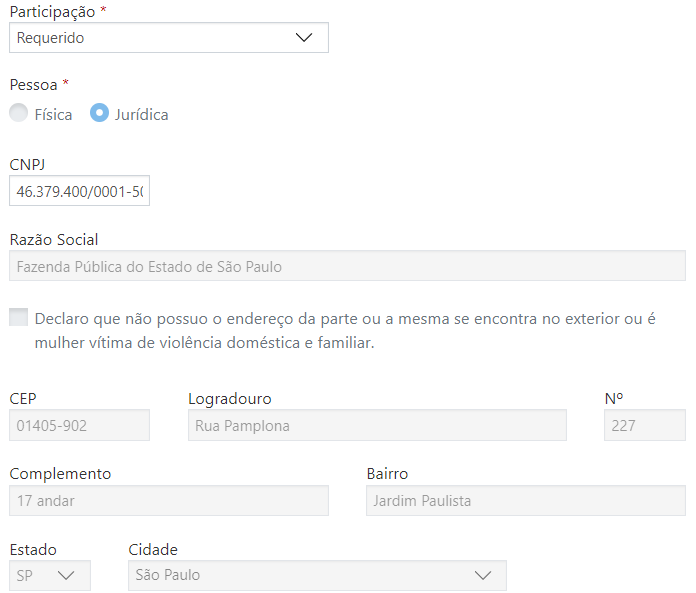 Participação *
Requerido
Pessoa *
Física Jurídica
CNPJ
46.379.400/0001-50
Razão Social
Fazenda Pública do Estado de São Paulo
Declaro que não possuo o endereço da parte ou a mesma se encontra no exterior ou é
mulher vítima de violência doméstica e familiar.
CEP Logradouro Nº
01405-902 Rua Pamplona 227
Complemento Bairro
17 andar Jardim Paulista
Estado Cidade
SP São Paulo